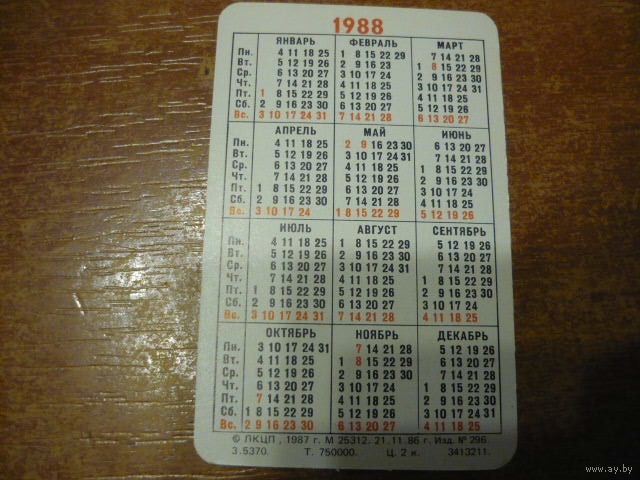 1988
ЯНВАРЬ ФЕВРАЛЬ МАРТ
Пн. 4 11 18 25 1 8 15 22 29 7 14 21 28
Вт. 5 12 19 26 2 9 16 23 1 8 15 22 29
Ср. 6 13 20 27 3 10 17 24 2 9 16 23 30
Чт. 7 14 21 28 4 11 18 25 3 10 17 24 31
Пт. 1 8 15 22 29 5 12 19 26 4 11 18 25
Сб. 2 9 16 23 30 6 13 20 27 5 12 19 26
Вс. 3 10 17 24 31 7 14 21 28 6 13 20 27
АПРЕЛЬ МАЙ ИЮНЬ
Пн. 4 11 18 25 2 9 16 23 30 6 13 20 27
Вт. 5 12 19 26 3 10 17 24 31 7 14 21 28
Ср. 6 13 20 27 4 11 18 25 1 8 15 22 29
Чт. 7 14 21 28 5 12 19 26 2 9 16 23 30
Пт. 1 8 15 22 29 6 13 20 27 3 10 17 24
Сб. 2 9 16 23 30 7 14 21 28 4 11 18 25
Вс. 3 10 17 24 1 8 15 22 29 5 12 19 26
ИЮЛЬ АВГУСТ СЕНТЯБРЬ
Пн. 4 11 18 25 1 8 15 22 29 5 12 19 26
Вт. 5 12 19 26 2 9 16 23 30 6 13 20 27
Ср. 6 13 20 27 3 10 17 24 31 7 14 21 28
Чт. 7 14 21 28 4 11 18 25 1 8 15 22 29
Пт. 1 8 15 22 29 5 12 19 26 2 9 16 23 30
Сб. 2 9 16 23 30 6 13 20 27 3 10 17 24
Вс. 3 10 17 24 31 7 14 21 28 4 11 18 25
ОКТЯБРЬ НОЯБРЬ ДЕКАБРЬ
Пн. 3 10 17 24 31 7 14 21 28 5 12 19 26
Вт. 4 11 18 25 1 8 15 22 29 6 13 20 27
Ср. 5 12 19 26 2 9 16 23 30 7 14 21 28
Чт. 6 13 20 27 3 10 17 24 1 8 15 22 29
Пт. 7 14 21 28 4 11 18 25 2 9 16 23 30
Сб. 1 8 15 22 29 5 12 19 26 3 10 17 24 31
Вс. 2 9 16 23 30 6 13 20 27 4 11 18 25
© ЛКЦП, 1987 г. М 25312. 21.11.86 г. Изд. № 296
3.5370. Т. 750000. Ц. 2 к. 3413211.
www.ay.by